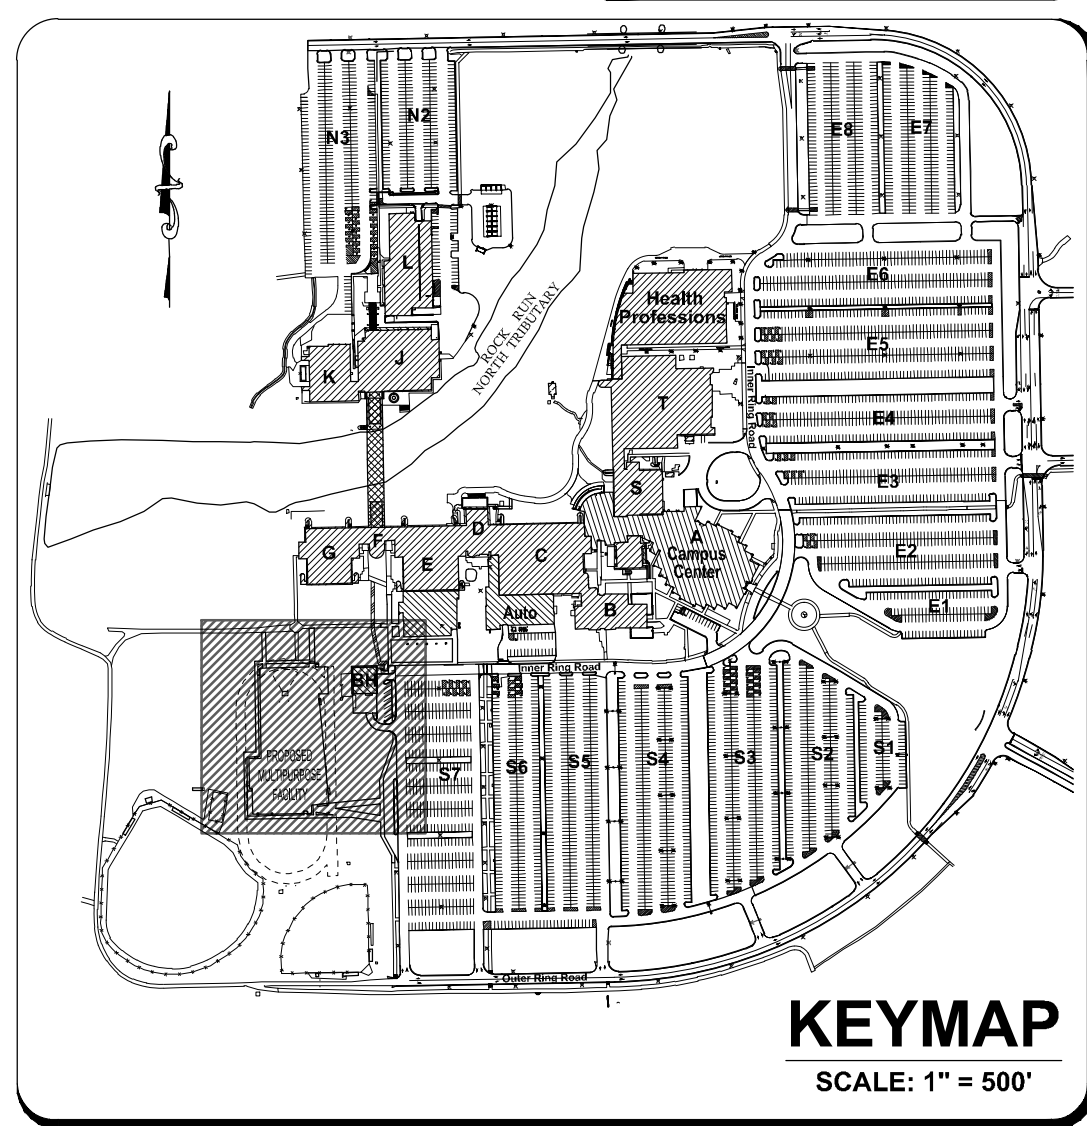 N2
N3
E8
E7
L
E6
Health
Professions
ROCK RUN
NORTH TRIBUTARY
E5
J
K
Inner Ring Road
T
E4
E3
S
D
A
Campus
Center
F
G
E
C
E2
B
Auto
E1
Inner Ring Road
BH
PROPOSED
MULTIPURPOSE
FACILITY
S7
S6
S5
S4
S3
S2
S1
Outer Ring Road
KEYMAP
SCALE: 1" = 500'